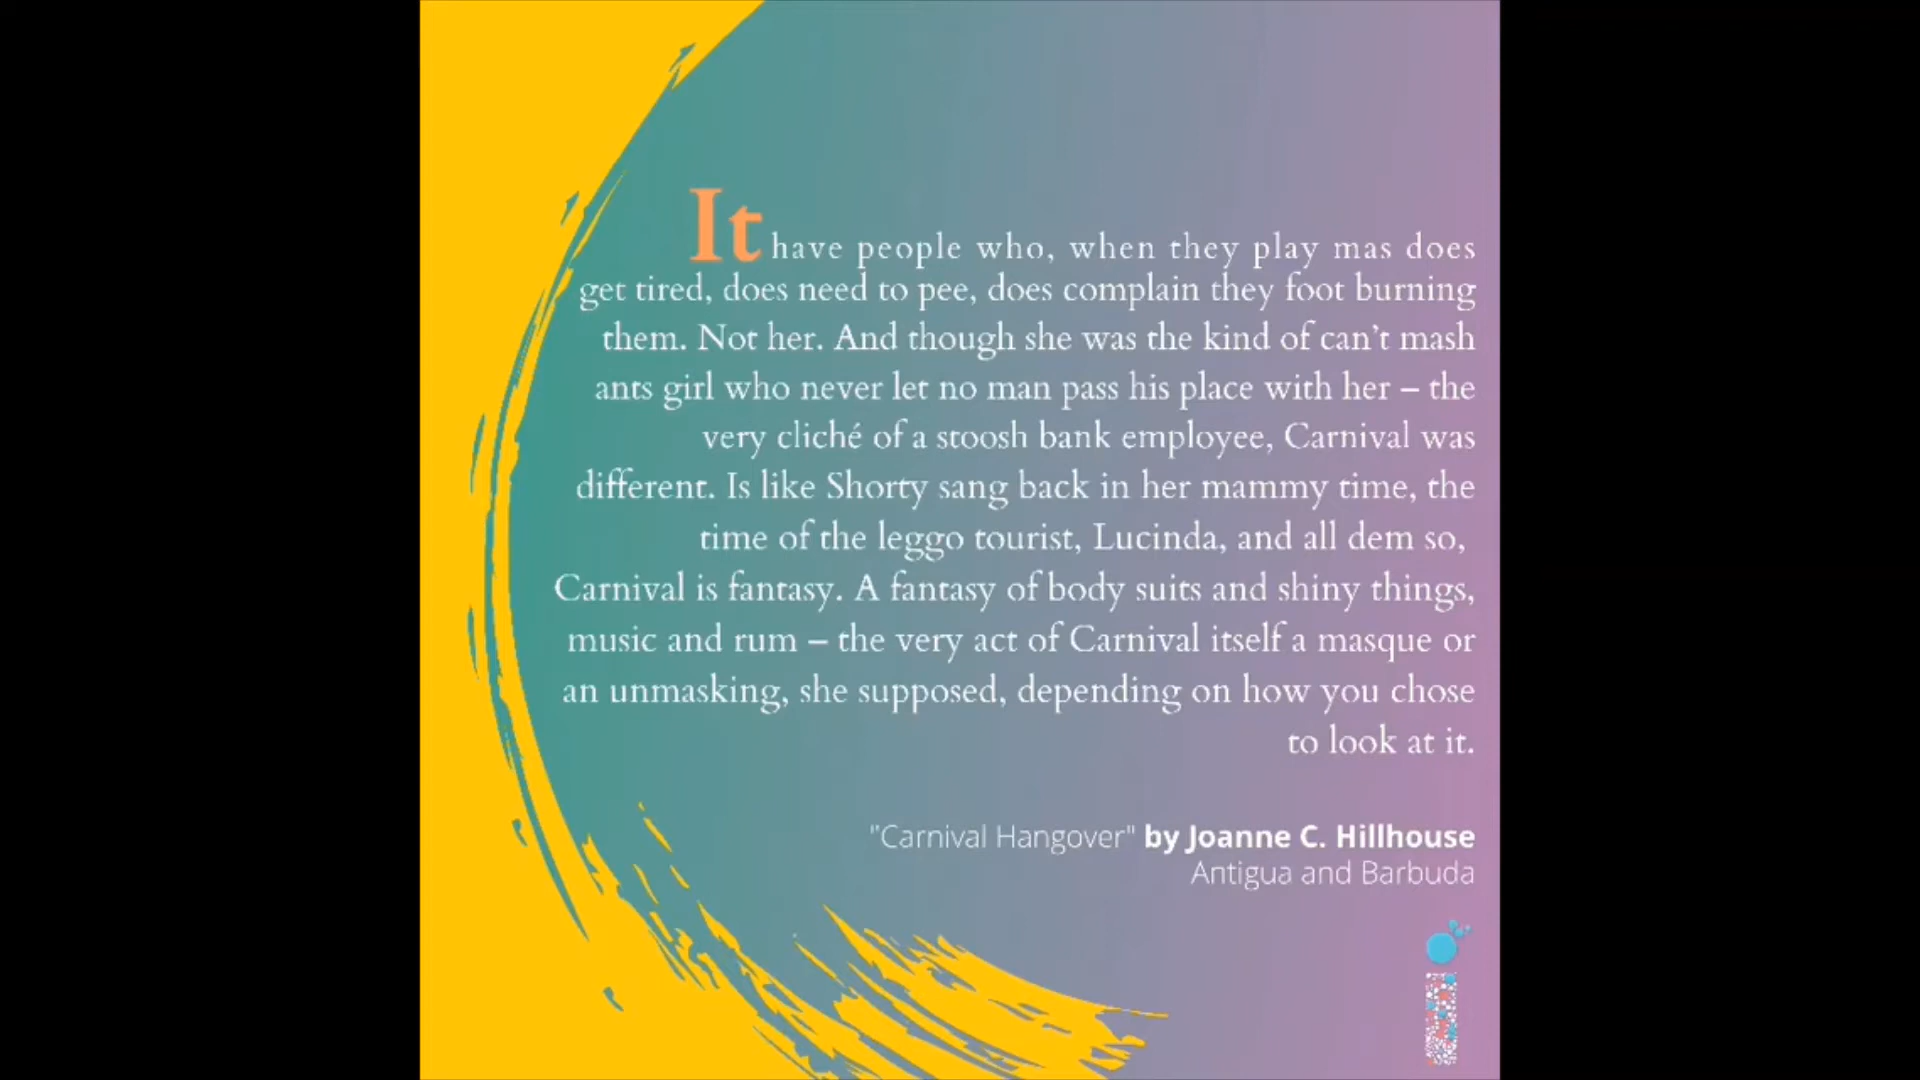 It have people who, when they play mas does
get tired, does need to pee, does complain they foot burning
them. Not her. And though she was the kind of can’t mash
ants girl who never let no man pass his place with her – the
very cliché of a stoosh bank employee, Carnival was
different. Is like Shorty sang back in her mammy time, the
time of the leggo tourist, Lucinda, and all dem so,
Carnival is fantasy. A fantasy of body suits and shiny things,
music and rum – the very act of Carnival itself a masque or
an unmasking, she supposed, depending on how you chose
to look at it.
"Carnival Hangover" by Joanne C. Hillhouse
Antigua and Barbuda